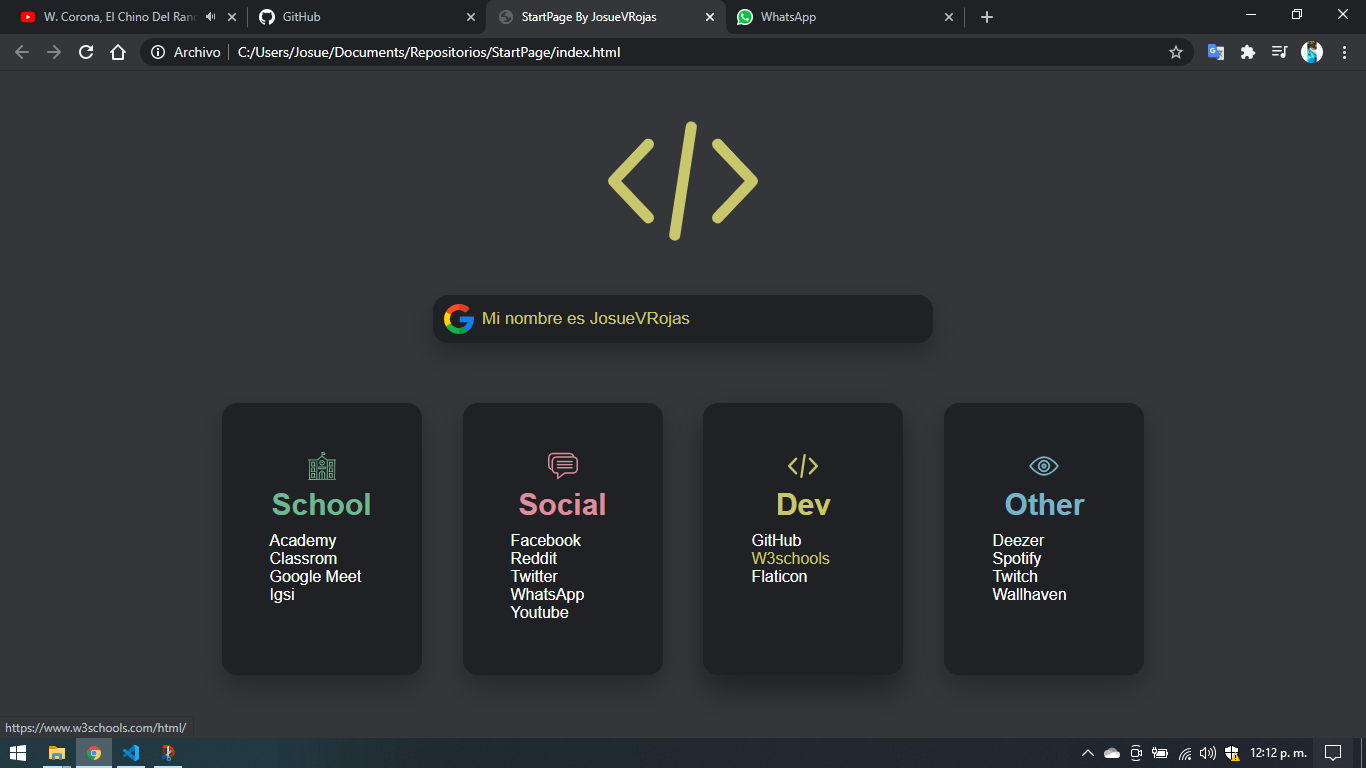 W. Corona, El Chino Del Ran
GitHub
StartPage By JosueVRojas
WhatsApp
Archivo
C:/Users/Josue/Documents/Repositorios/StartPage/index.html
Mi nombre es JosueVRojas
School
Academy
Classrom
Google Meet
Igsi
Social
Facebook
Reddit
Twitter
WhatsApp
Youtube
Dev
GitHub
W3schools
Flaticon
Other
Deezer
Spotify
Twitch
Wallhaven
https://www.w3schools.com/html/
12:12 p. m.